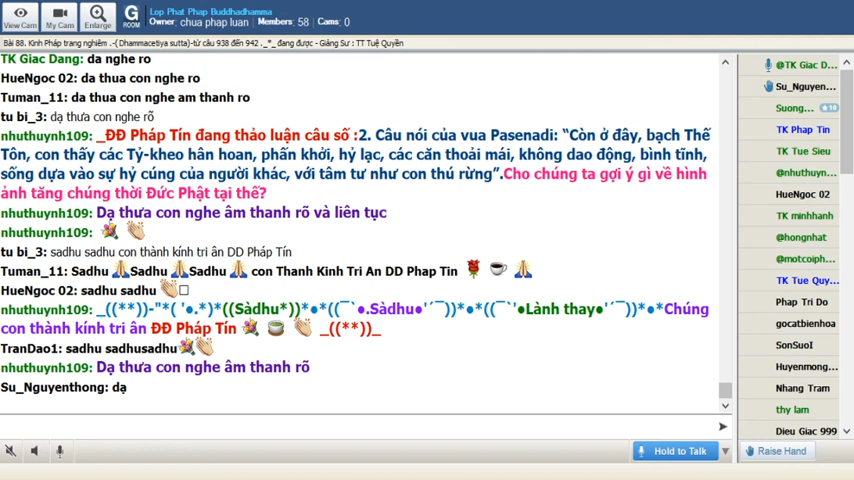 View Cam
My Cam
Enlarge
G
ROOM
Lop Phat Phap Buddhadhamma
Owner: chua phap luan Members: 58 Cams: 0
Bài 88. Kinh Pháp trang nghiêm .-( Dhammacetiya sutta)-từ câu 938 đến 942 ._*_ đang được - Giảng Sư : TT Tuệ Quyền
TK Giac Dang: da nghe ro
HueNgoc 02: da thua con nghe ro
Tuman_11: da thua con nghe am thanh ro
tu bi_3: dạ thưa con nghe rõ
nhuthuynh109: _ĐĐ Pháp Tín đang thảo luận câu số :2. Câu nói của vua Pasenadi: “Còn ở đây, bạch Thế
Tôn, con thấy các Tỷ-kheo hân hoan, phấn khởi, hỷ lạc, các căn thoải mái, không dao động, bình tĩnh,
sống dựa vào sự hỷ cúng của người khác, với tâm tư như con thú rừng”.Cho chúng ta gợi ý gì về hình
ảnh tăng chúng thời Đức Phật tại thế?
nhuthuynh109: Dạ thưa con nghe âm thanh rõ và liên tục
nhuthuynh109:
tu bi_3: sadhu sadhu con thành kính tri ân DD Pháp Tín
Tuman_11: Sadhu Sadhu Sadhu con Thanh Kinh Tri An DD Phap Tin
HueNgoc 02: sadhu sadhu
nhuthuynh109: _((**))-"*( '●.*)*((Sàdhu*))*●*((¯`●.Sàdhu●'´¯))*●*((¯`'●Lành thay●'´¯))*●*Chúng
con thành kính tri ân ĐĐ Pháp Tín _((**))_
TranDao1: sadhu sadhusadhu
nhuthuynh109: Dạ thưa con nghe âm thanh rõ
Su_Nguyenthong: dạ
@TK Giac D...
Su_Nguyen...
Suong...
18
TK Phap Tin
TK Tue Sieu
@nhuthuyn...
HueNgoc 02
TK minhhanh
@hongnhat
@motcoiph...
TK Tue Quy...
Phap Tri Do
gocatbienhoa
SonSuoI
Huyenmong...
Nhang Tram
thy lam
Dieu Giac 999
Hold to Talk
Raise Hand